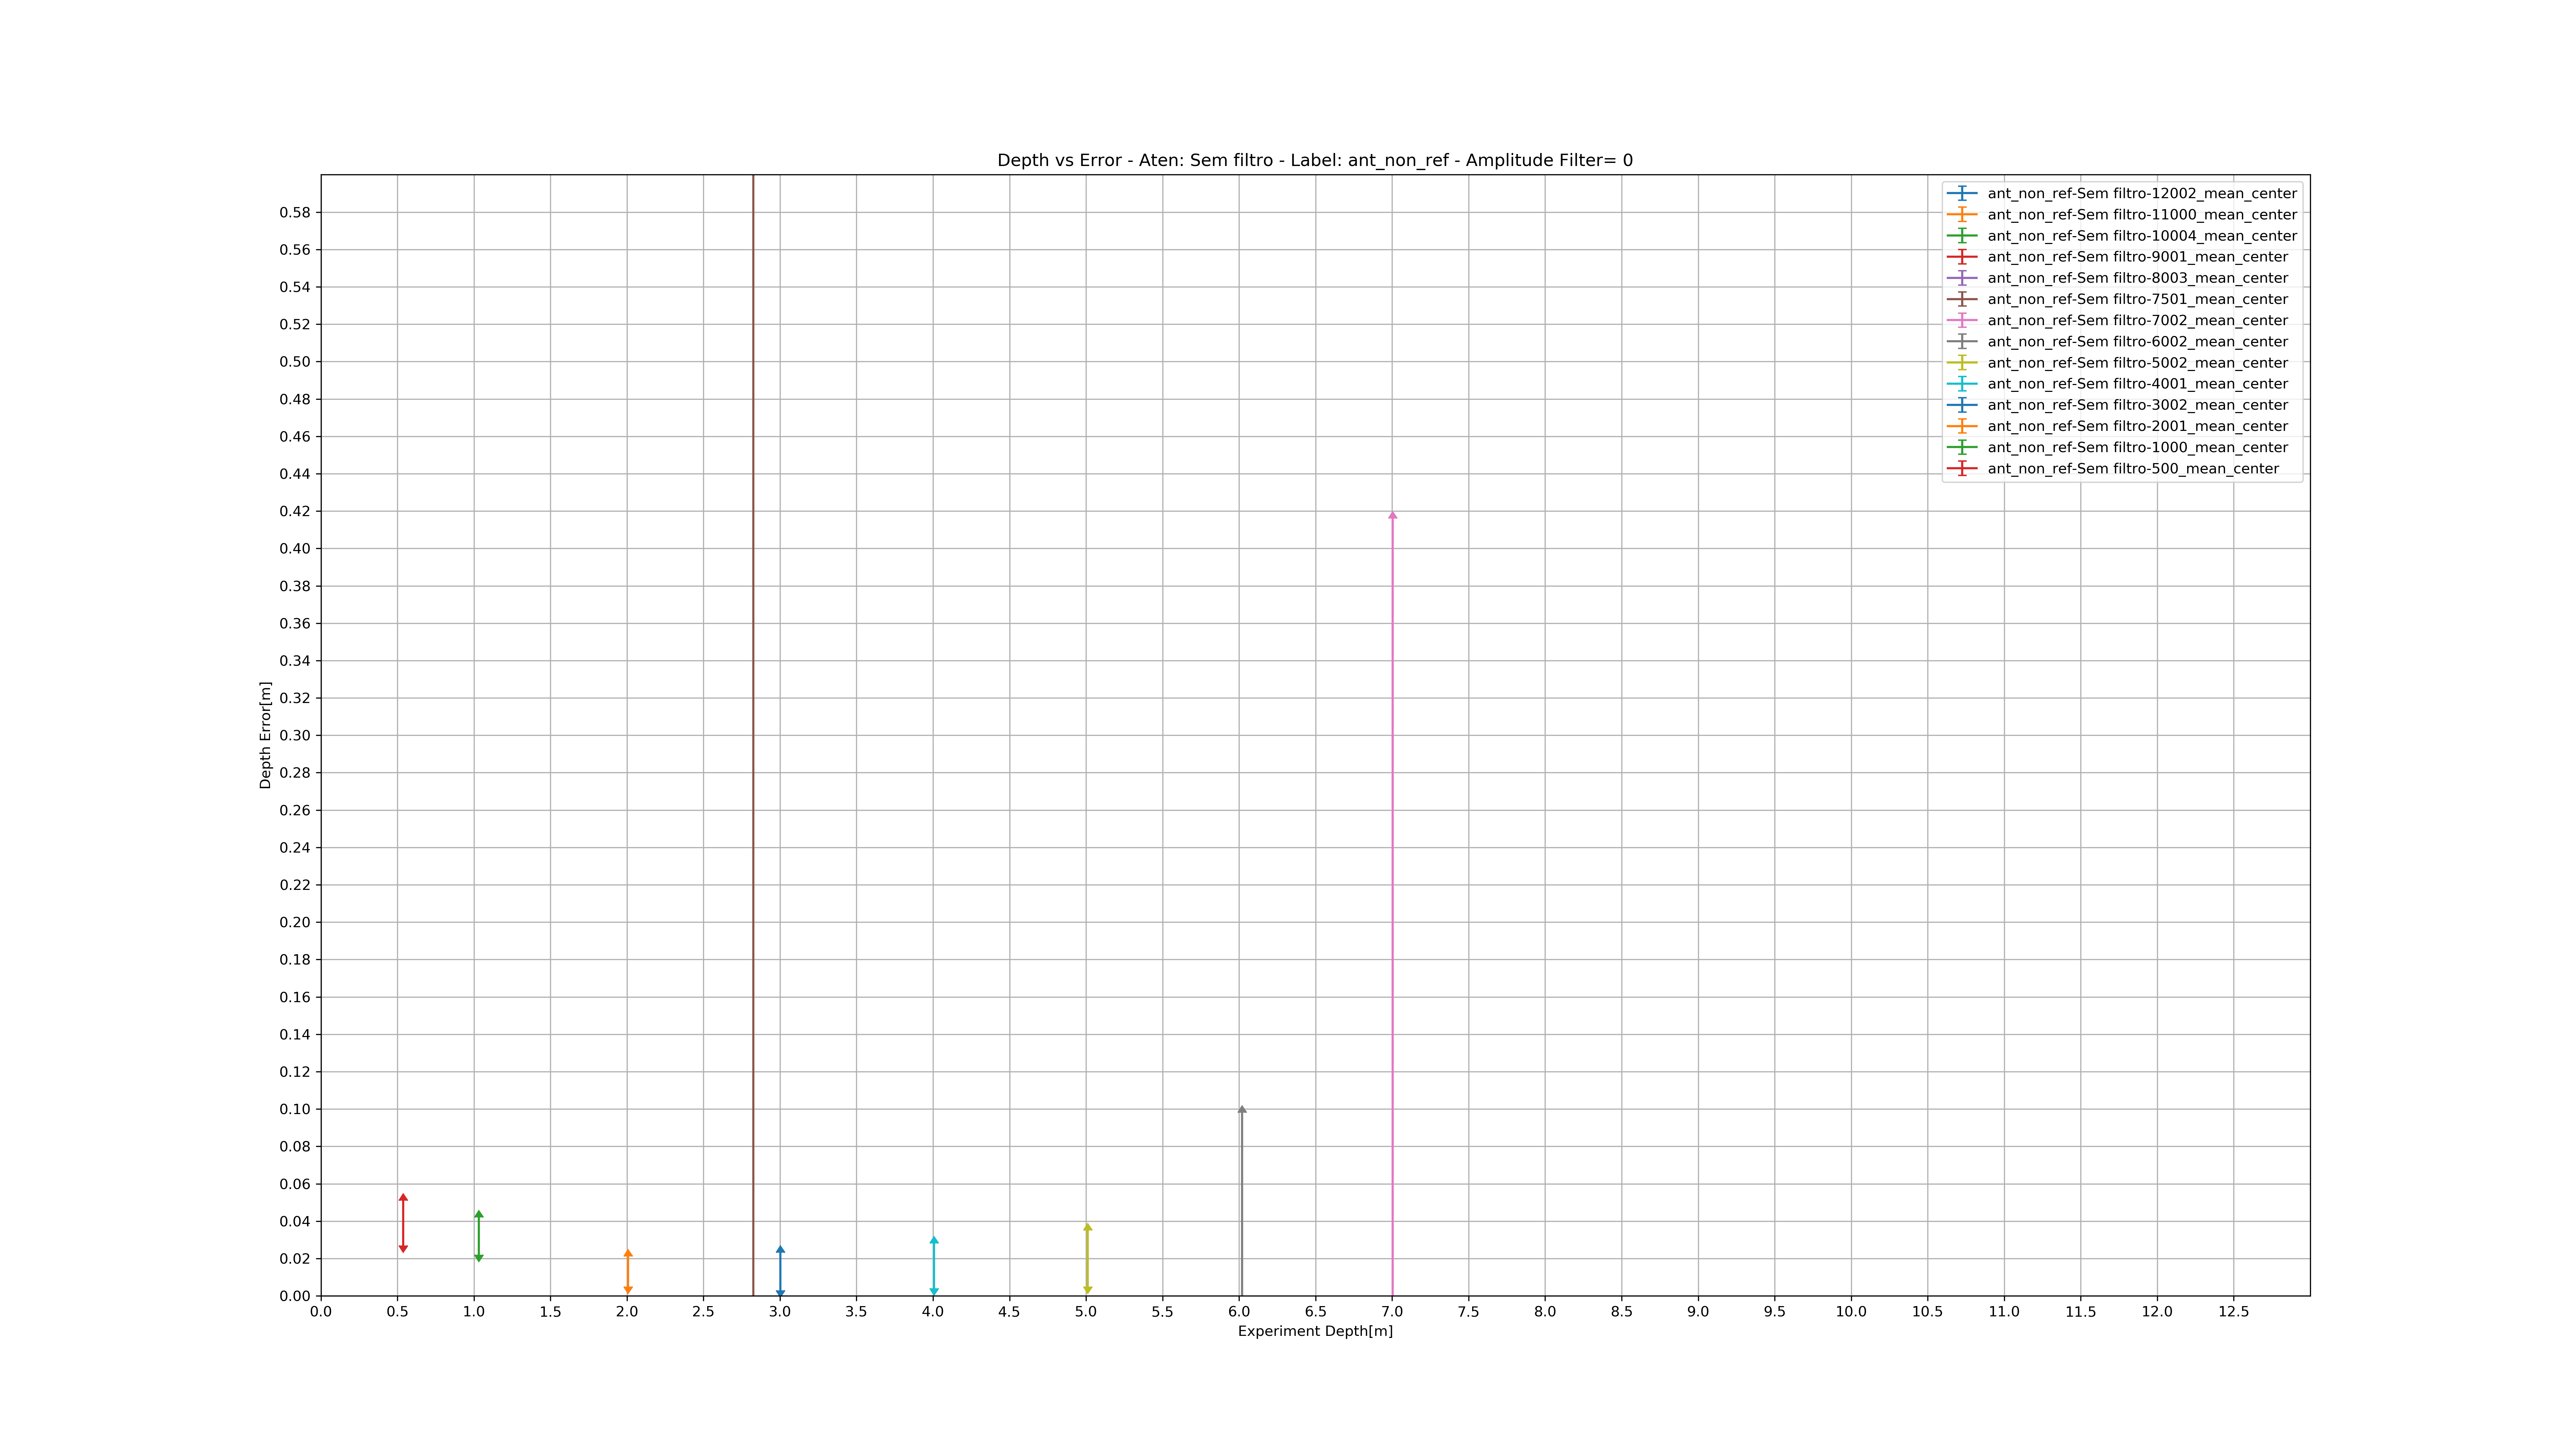 Depth vs Error - Aten: Sem filtro - Label: ant_non_ref - Amplitude Filter= 0
ant_non_ref-Sem filtro-12002_mean_center
ant_non_ref-Sem filtro-11000_mean_center
ant_non_ref-Sem filtro-10004_mean_center
ant_non_ref-Sem filtro-9001_mean_center
ant_non_ref-Sem filtro-8003_mean_center
ant_non_ref-Sem filtro-7501_mean_center
ant_non_ref-Sem filtro-7002_mean_center
ant_non_ref-Sem filtro-6002_mean_center
ant_non_ref-Sem filtro-5002_mean_center
ant_non_ref-Sem filtro-4001_mean_center
ant_non_ref-Sem filtro-3002_mean_center
ant_non_ref-Sem filtro-2001_mean_center
ant_non_ref-Sem filtro-1000_mean_center
ant_non_ref-Sem filtro-500_mean_center
Depth Error[m]
0.58
0.56
0.54
0.52
0.50
0.48
0.46
0.44
0.42
0.40
0.38
0.36
0.34
0.32
0.30
0.28
0.26
0.24
0.22
0.20
0.18
0.16
0.14
0.12
0.10
0.08
0.06
0.04
0.02
0.00
0.0 0.5 1.0 1.5 2.0 2.5 3.0 3.5 4.0 4.5 5.0 5.5 6.0 6.5 7.0 7.5 8.0 8.5 9.0 9.5 10.0 10.5 11.0 11.5 12.0 12.5
Experiment Depth[m]